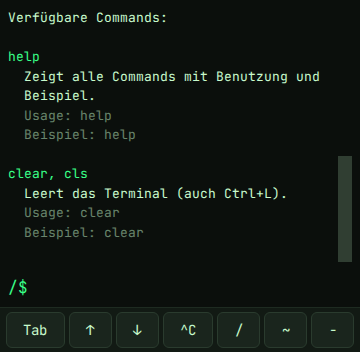 Verfügbare Commands:
help
Zeigt alle Commands mit Benutzung und
Beispiel.
Usage: help
Beispiel: help
clear, cls
Leert das Terminal (auch Ctrl+L).
Usage: clear
Beispiel: clear
/$
Tab ↑ ↓ ^C / ~ -